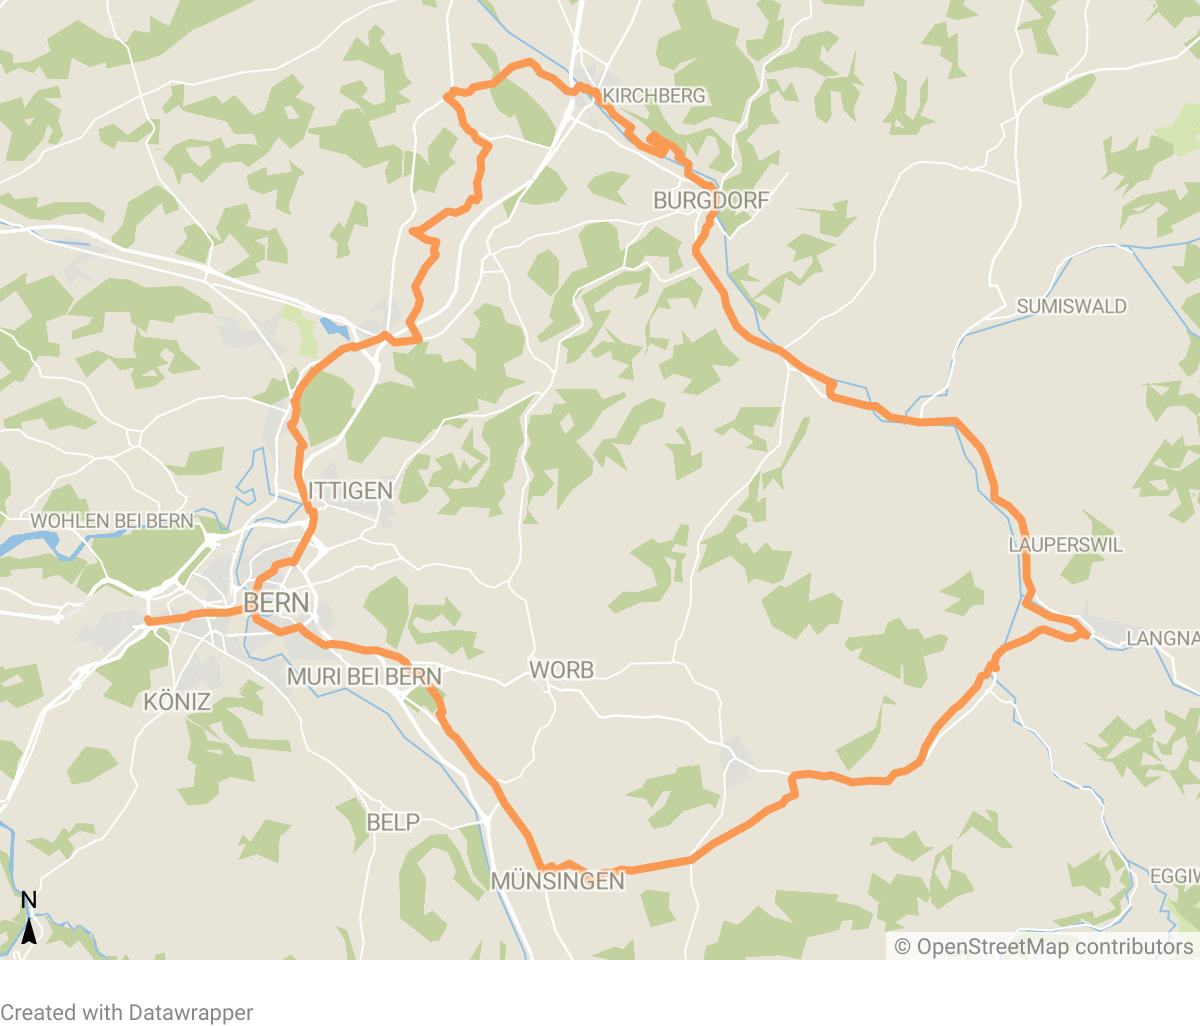 KIRCHBERG
BURGDORF
SUMISWALD
ITTIGEN
WOHLEN BEI BERN
LAUPERSWIL
BERN
LANGNA
WORB
MURI BEI BERN
KÖNIZ
BELP
MÜNSINGEN
EGGIW
N
© OpenStreetMap contributors
Created with Datawrapper